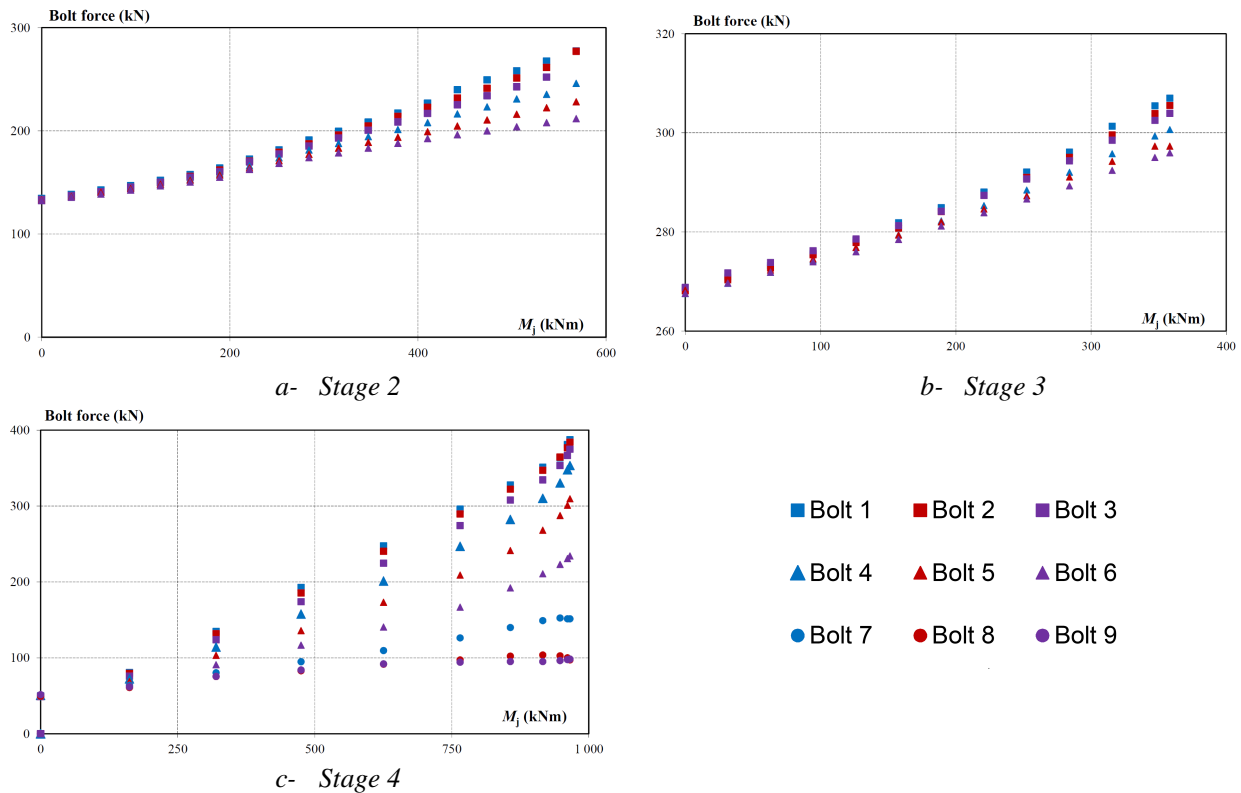 Bolt force (kN)
300
200
100
0
0 200 400 600
Mj (kNm)
a- Stage 2
Bolt force (kN)
320
300
280
260
0 100 200 300 400
Mj (kNm)
b- Stage 3
Bolt force (kN)
400
300
200
100
0
0 250 500 750 1 000
Mj (kNm)
c- Stage 4
Bolt 1 Bolt 2 Bolt 3
Bolt 4 Bolt 5 Bolt 6
Bolt 7 Bolt 8 Bolt 9